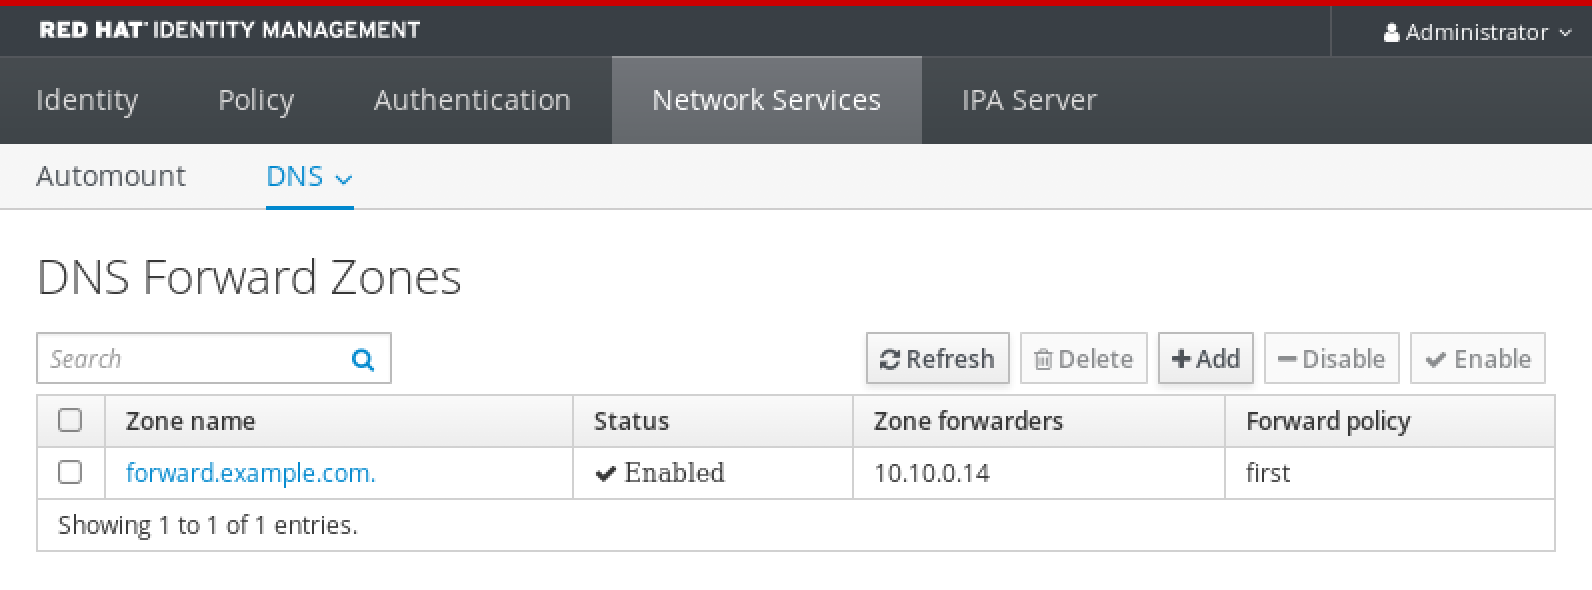 RED HAT® IDENTITY MANAGEMENT
Administrator
Identity Policy Authentication Network Services IPA Server
Automount DNS
DNS Forward Zones
Search Refresh Delete Add Disable Enable
Zone name Status Zone forwarders Forward policy
forward.example.com. Enabled 10.10.0.14 first
Showing 1 to 1 of 1 entries.